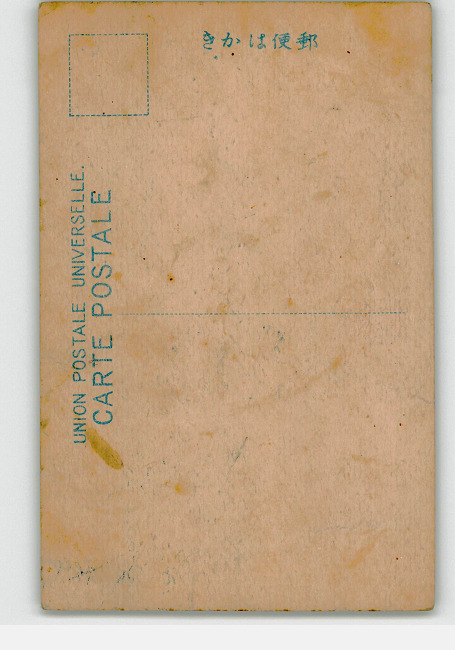 郵便はかき
UNION POSTALE UNIVERSELLE.
CARTE POSTALE